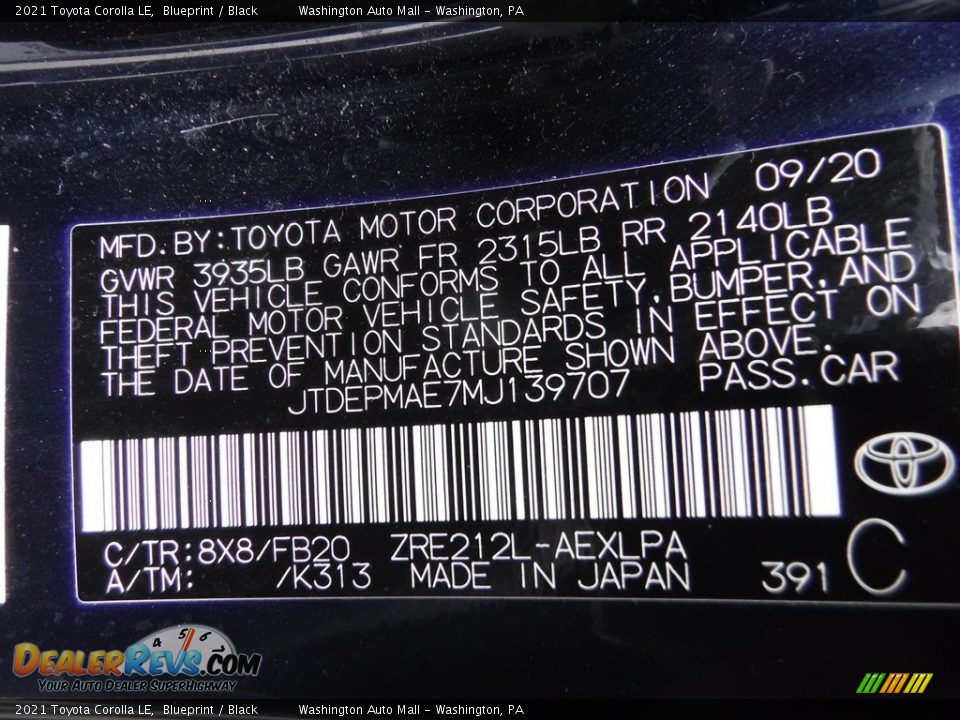 2021 Toyota Corolla LE, Blueprint / Black Washington Auto Mall - Washington, PA
MFD.BY:TOYOTA MOTOR CORPORATION 09/20
GVWR 3935LB GAWR FR 2315LB RR 2140LB
THIS VEHICLE CONFORMS TO ALL APPLICABLE
FEDERAL MOTOR VEHICLE SAFETY,BUMPER,AND
THEFT PREVENTION STANDARDS IN EFFECT ON
THE DATE OF MANUFACTURE SHOWN ABOVE.
JTDEPMAE7MJ139707 PASS.CAR
C/TR:8X8/FB20 ZRE212L-AEXLPA
A/TM: /K313 MADE IN JAPAN 391 C
4 5 6
DEALERREVS.COM
YOUR AUTO DEALER SUPERHIGHWAY
2021 Toyota Corolla LE, Blueprint / Black Washington Auto Mall - Washington, PA